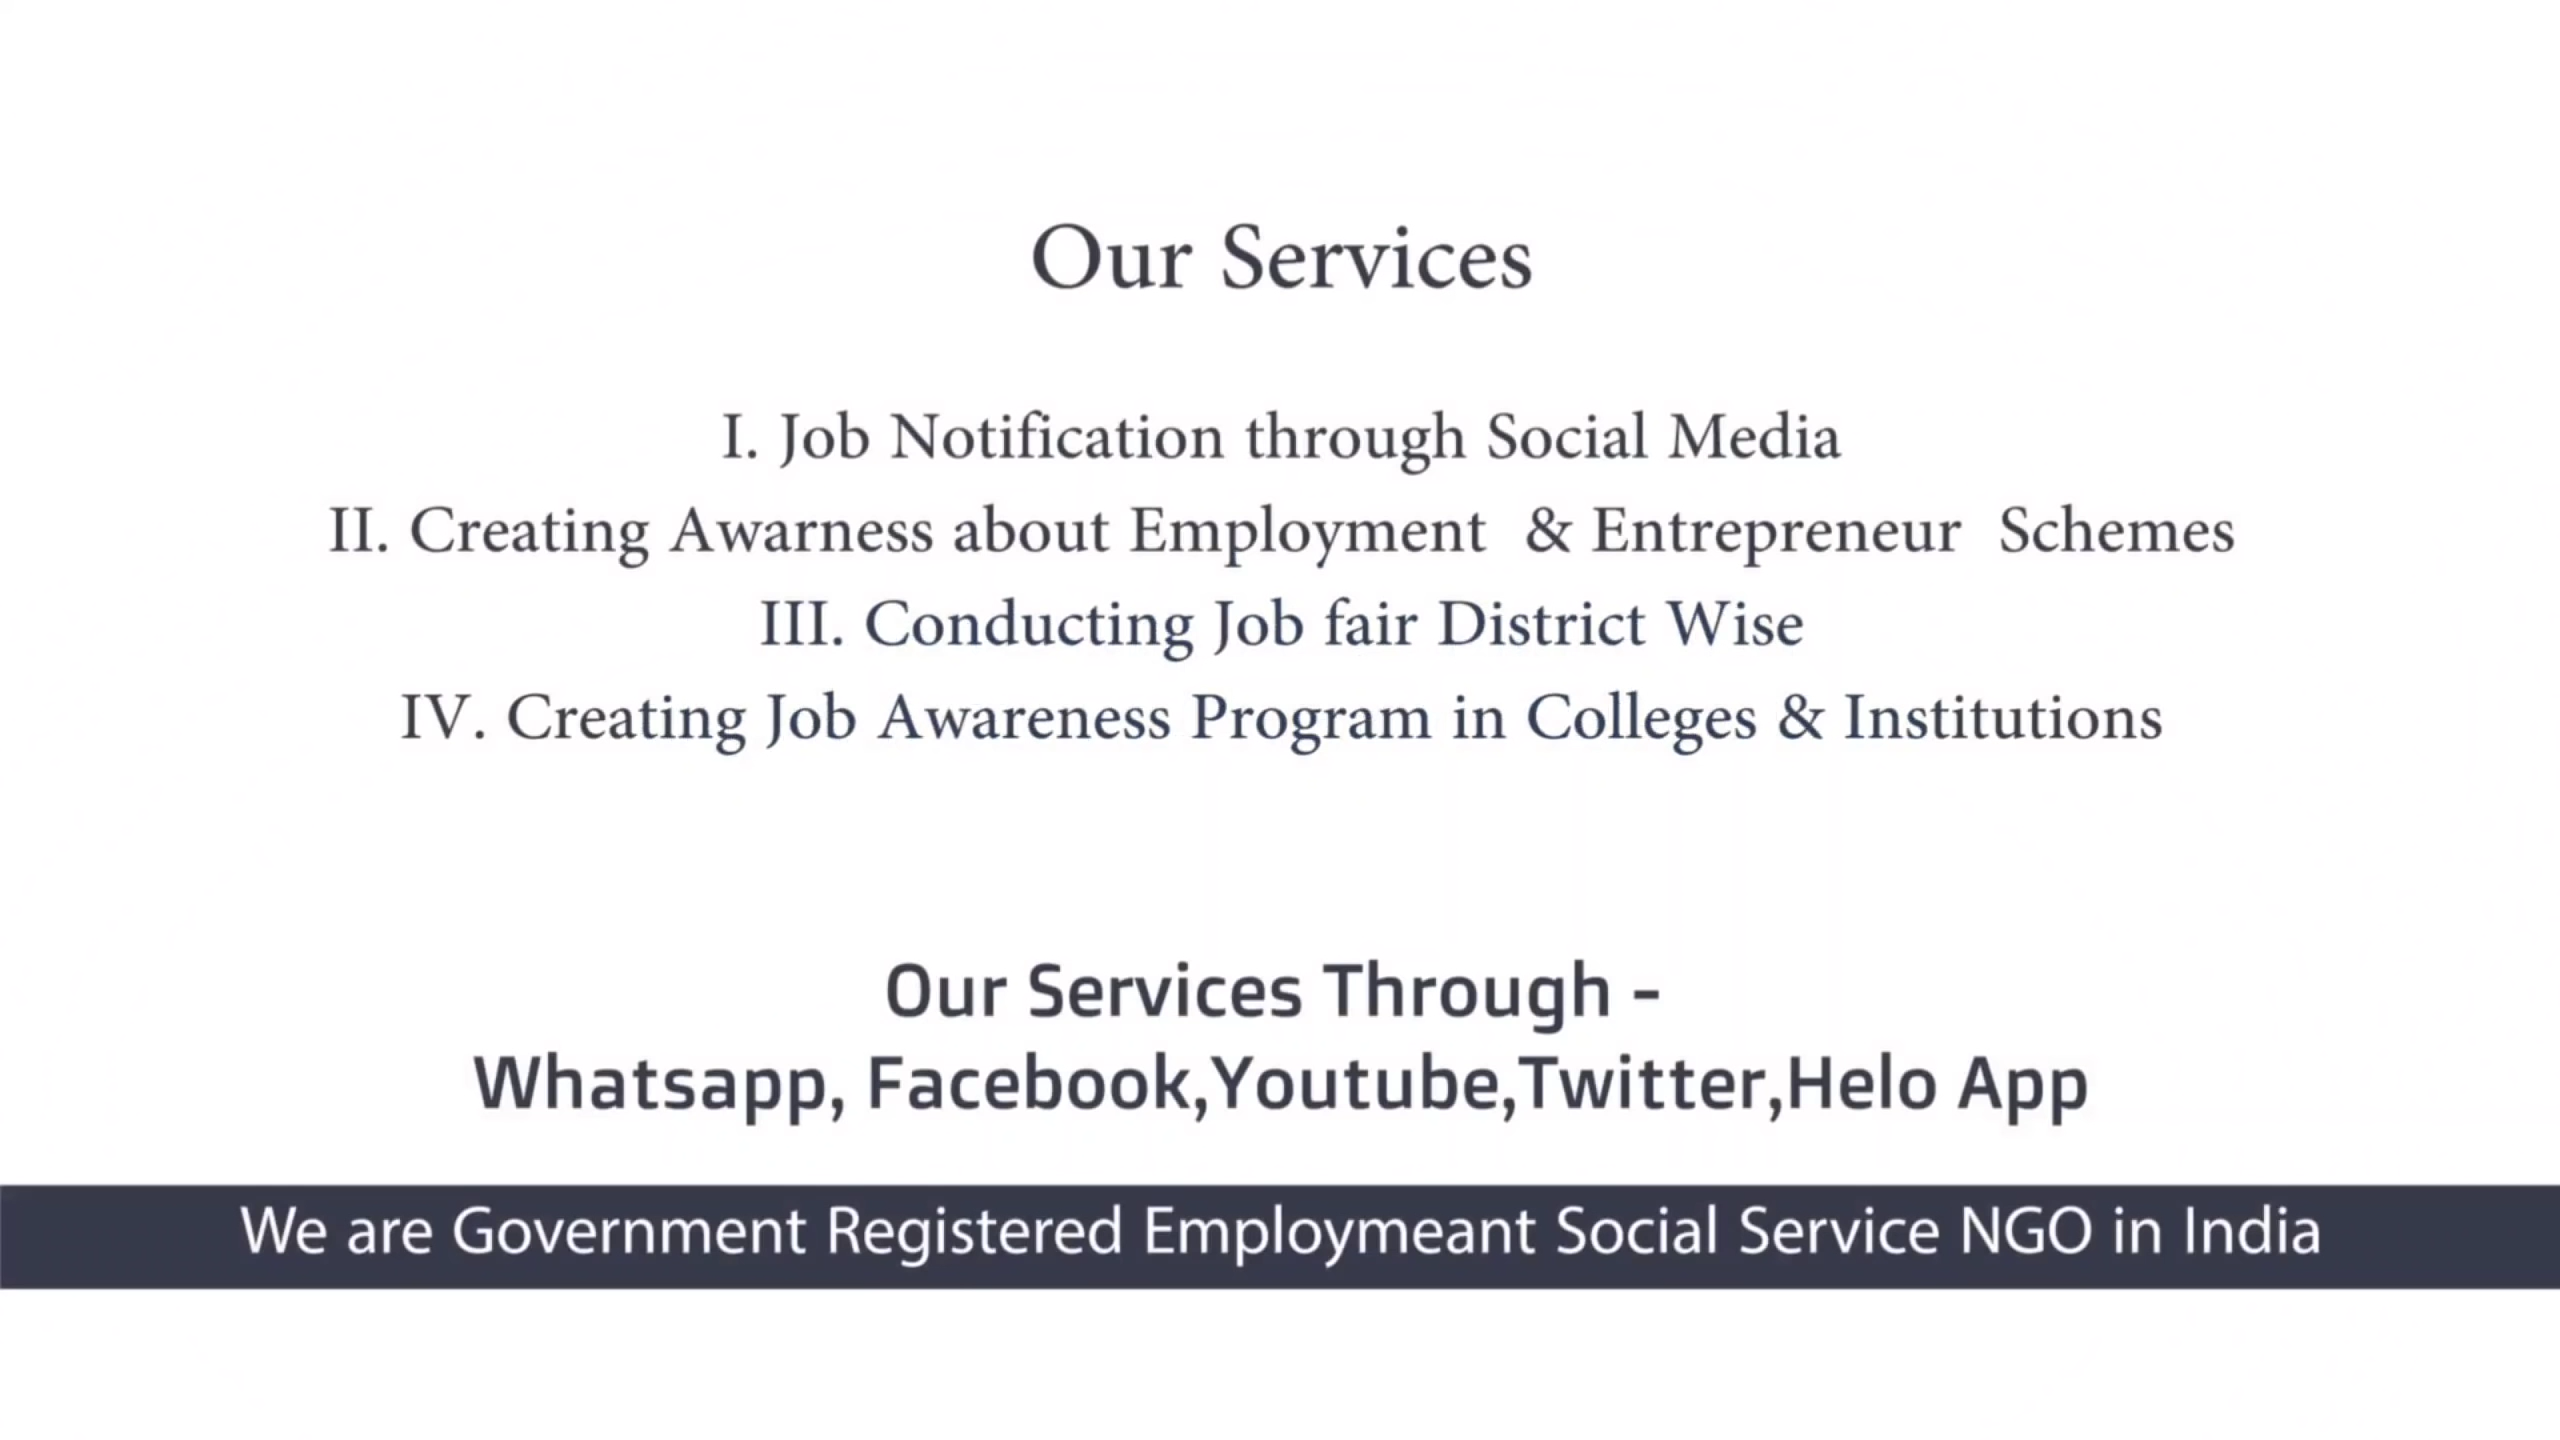 Our Services
I. Job Notification through Social Media
II. Creating Awarness about Employment & Entrepreneur Schemes
III. Conducting Job fair District Wise
IV. Creating Job Awareness Program in Colleges & Institutions
Our Services Through -
Whatsapp, Facebook,Youtube,Twitter,Helo App
We are Government Registered Employmeant Social Service NGO in India